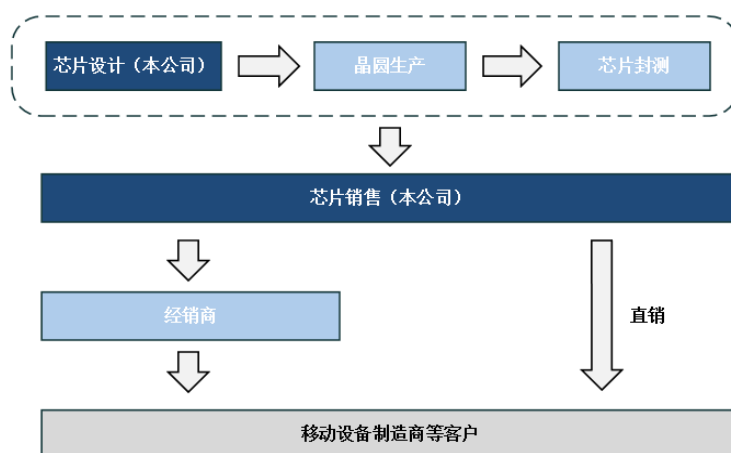 芯片设计（本公司）
晶圆生产
芯片封测
芯片销售（本公司）
经销商
直销
移动设备制造商等客户